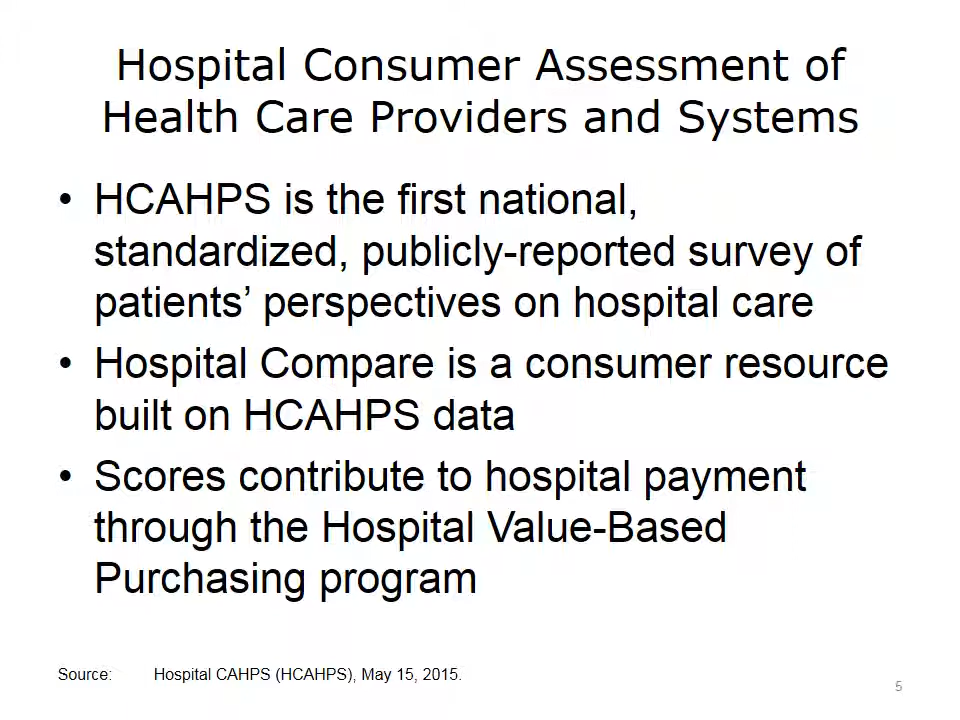 Hospital Consumer Assessment of
Health Care Providers and Systems
• HCAHPS is the first national,
standardized, publicly-reported survey of
patients’ perspectives on hospital care
• Hospital Compare is a consumer resource
built on HCAHPS data
• Scores contribute to hospital payment
through the Hospital Value-Based
Purchasing program
Source: Hospital CAHPS (HCAHPS), May 15, 2015.
5